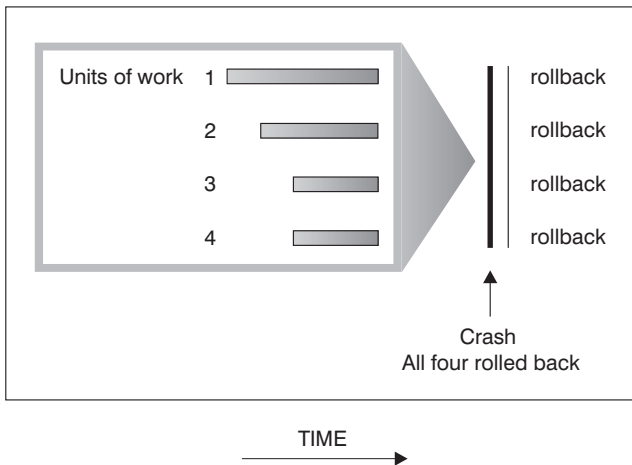 Units of work 1 rollback
2 rollback
3 rollback
4 rollback
Crash
All four rolled back
TIME